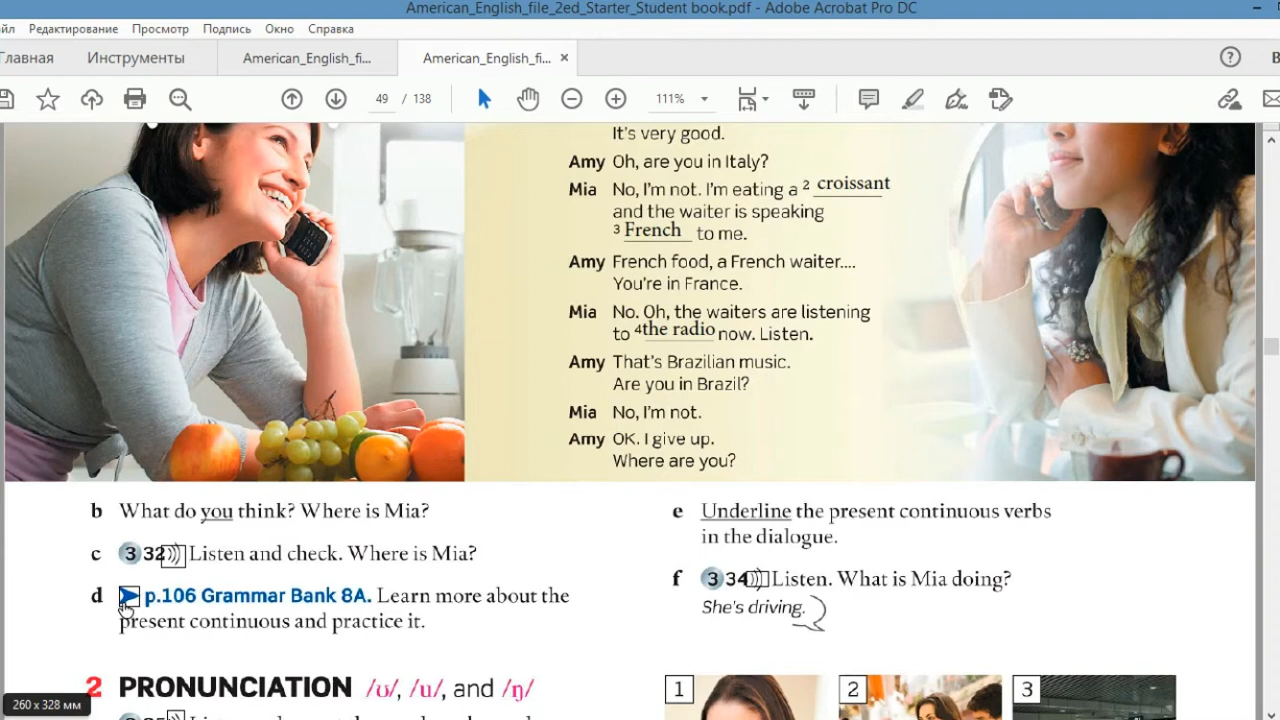 American_English_file_2ed_Starter_Student book.pdf - Adobe Acrobat Pro DC
йл Редактирование Просмотр Подпись Окно Справка
Главная Инструменты American_English_fi... American_English_fi... ×
49 / 138 111%
It's very good.
Amy Oh, are you in Italy?
Mia No, I'm not. I'm eating a 2 croissant
and the waiter is speaking
3 French to me.
Amy French food, a French waiter....
You're in France.
Mia No. Oh, the waiters are listening
to 4 the radio now. Listen.
Amy That's Brazilian music.
Are you in Brazil?
Mia No, I'm not.
Amy OK. I give up.
Where are you?
b What do you think? Where is Mia?
c 3 32 Listen and check. Where is Mia?
d p.106 Grammar Bank 8A. Learn more about the
present continuous and practice it.
e Underline the present continuous verbs
in the dialogue.
f 3 34 Listen. What is Mia doing?
She's driving.
2 PRONUNCIATION /ʊ/, /u/, and /ŋ/
1 2 3
260 x 328 мм